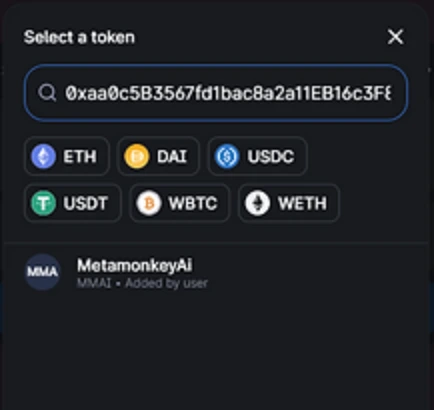 Select a token
0xaa0c5B3567fd1bac8a2a11EB16c3F8
ETH DAI USDC
USDT WBTC WETH
MMA MetamonkeyAi
MMAI • Added by user